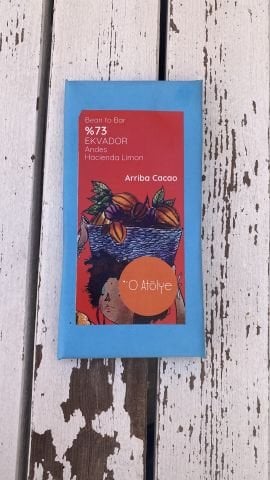 Bean to Bar
%73
EKVADOR
Andes
Hacienda Limon
Arriba Cacao
O Atölye